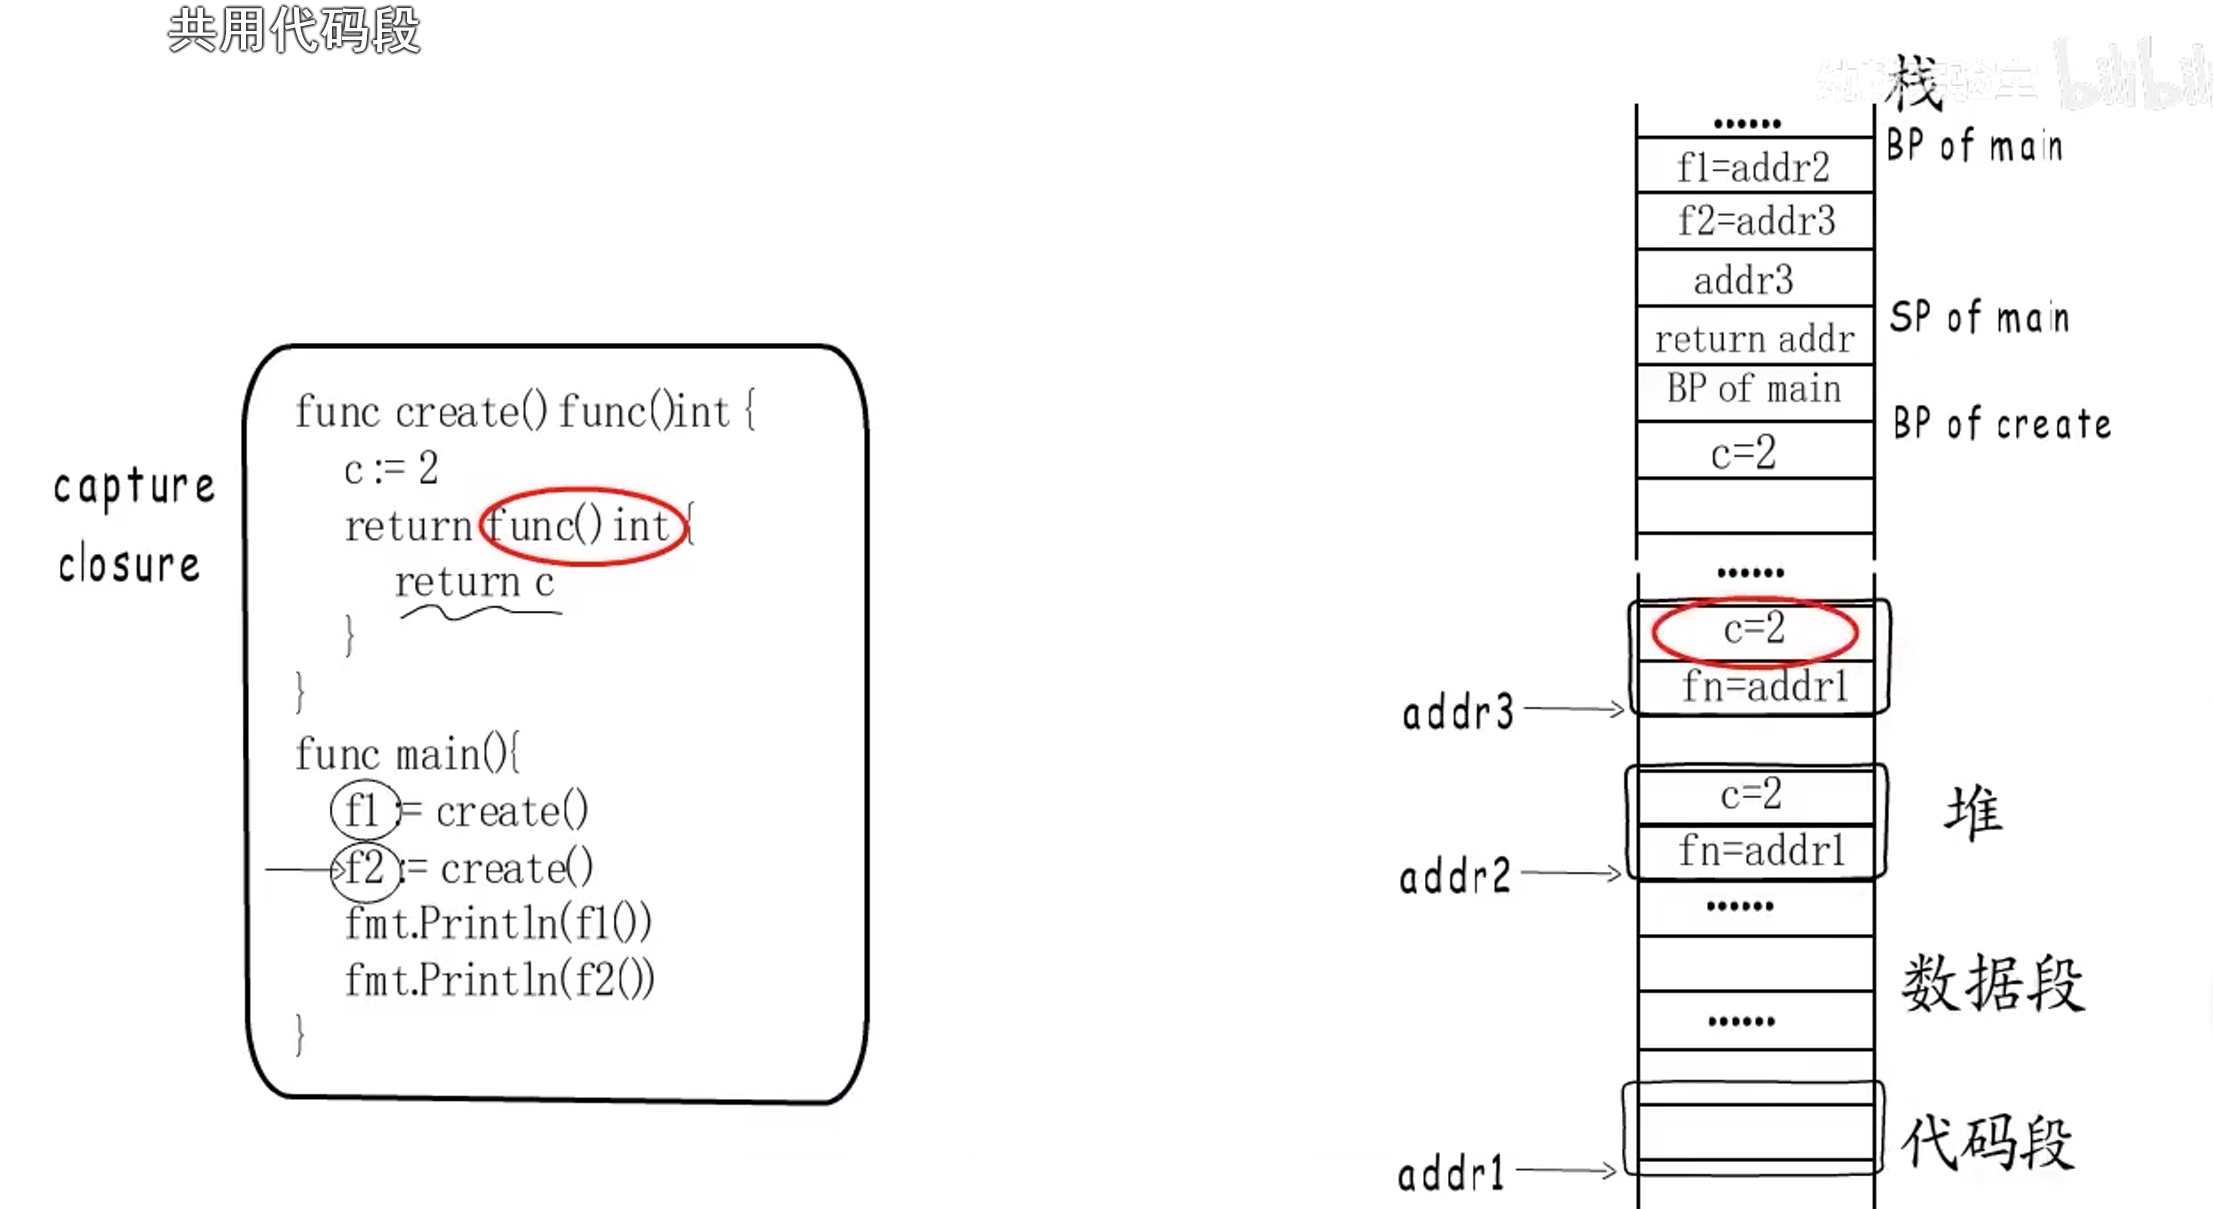 共用代码段
capture
closure
func create() func()int {
c := 2
return func() int {
return c
}
}
func main(){
f1 := create()
f2 := create()
fmt.Println(f1())
fmt.Println(f2())
}
栈
bilibili
BP of main
f1=addr2
f2=addr3
addr3
SP of main
return addr
BP of main
BP of create
c=2
......
......
c=2
fn=addr1
addr3
堆
c=2
fn=addr1
addr2
......
数据段
......
代码段
addr1